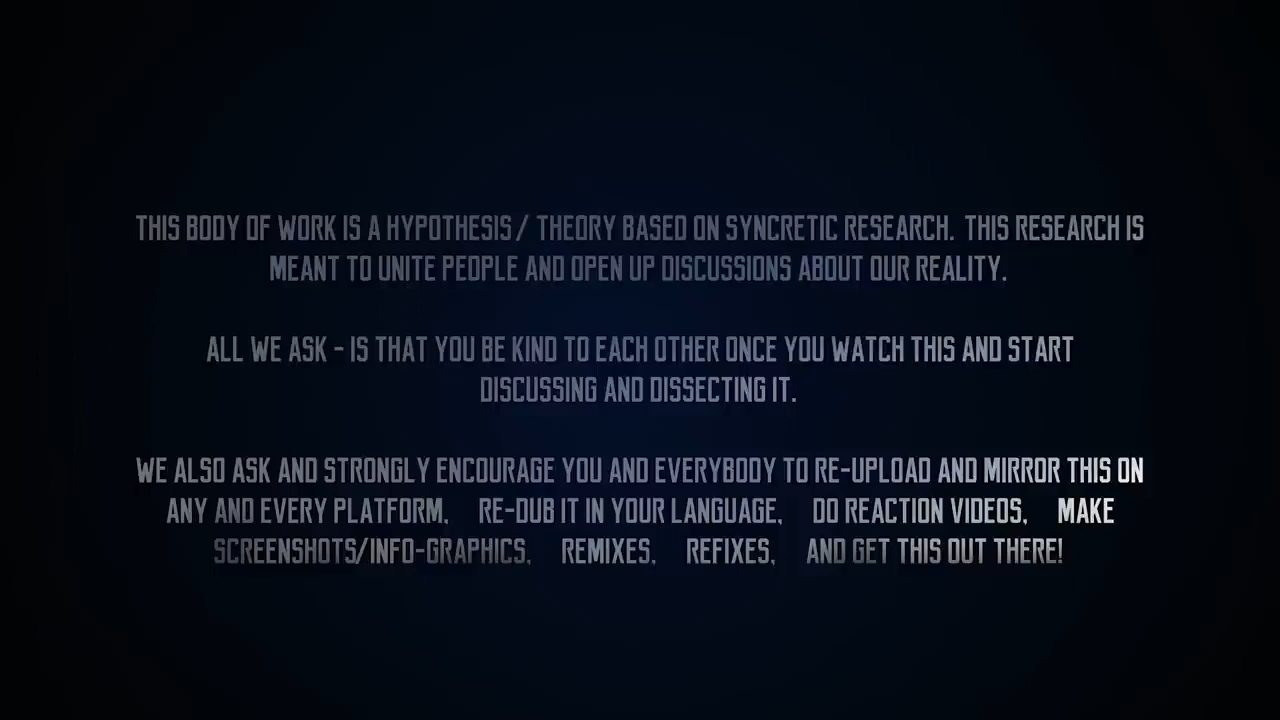 THIS BODY OF WORK IS A HYPOTHESIS / THEORY BASED ON SYNCRETIC RESEARCH. THIS RESEARCH IS
MEANT TO UNITE PEOPLE AND OPEN UP DISCUSSIONS ABOUT OUR REALITY.
ALL WE ASK - IS THAT YOU BE KIND TO EACH OTHER ONCE YOU WATCH THIS AND START
DISCUSSING AND DISSECTING IT.
WE ALSO ASK AND STRONGLY ENCOURAGE YOU AND EVERYBODY TO RE-UPLOAD AND MIRROR THIS ON
ANY AND EVERY PLATFORM, RE-DUB IT IN YOUR LANGUAGE, DO REACTION VIDEOS, MAKE
SCREENSHOTS/INFO-GRAPHICS, REMIXES, REFIXES, AND GET THIS OUT THERE!